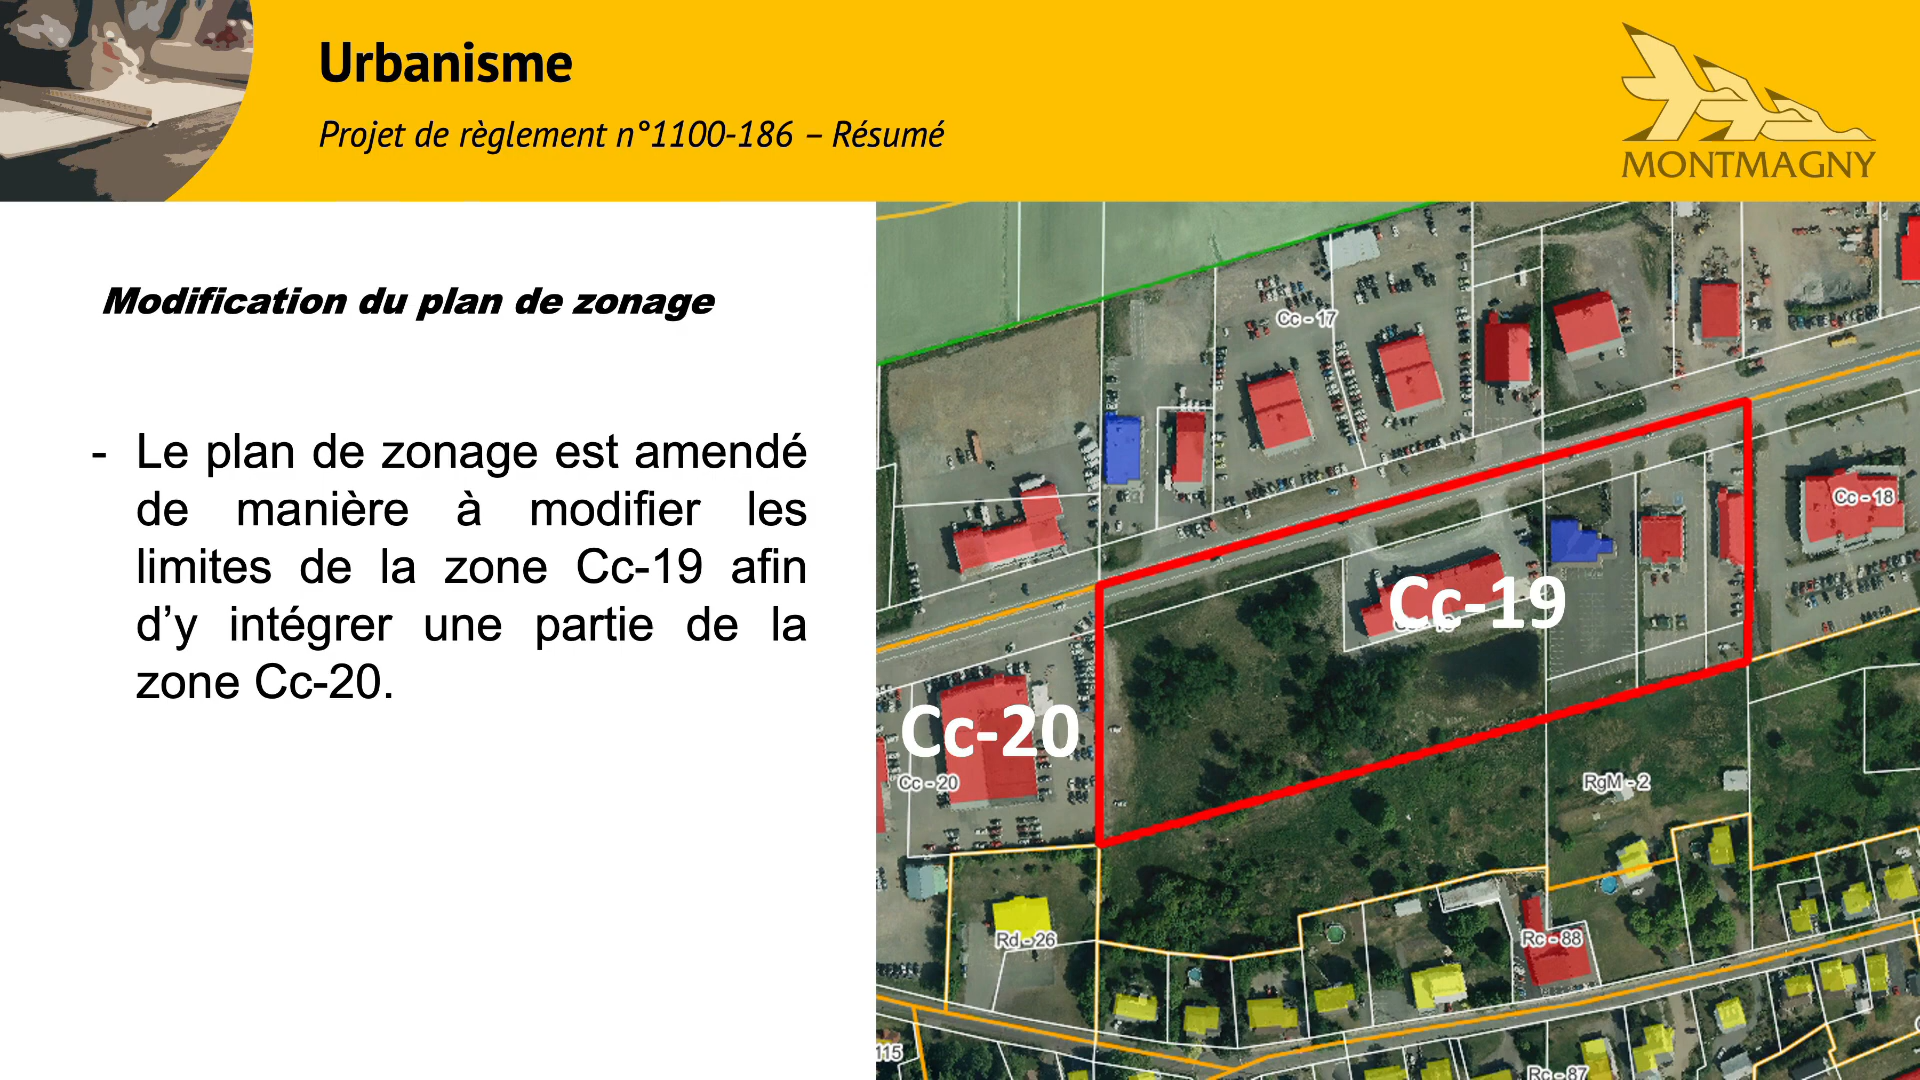 Urbanisme
Projet de règlement n°1100-186 – Résumé
MONTMAGNY
Modification du plan de zonage
- Le plan de zonage est amendé
de manière à modifier les
limites de la zone Cc-19 afin
d’y intégrer une partie de la
zone Cc-20.
Cc - 17
Cc - 18
Cc-19
Cc-20
Cc - 20
RgM - 2
Rd - 26
Rc - 88
115
Rc - 87